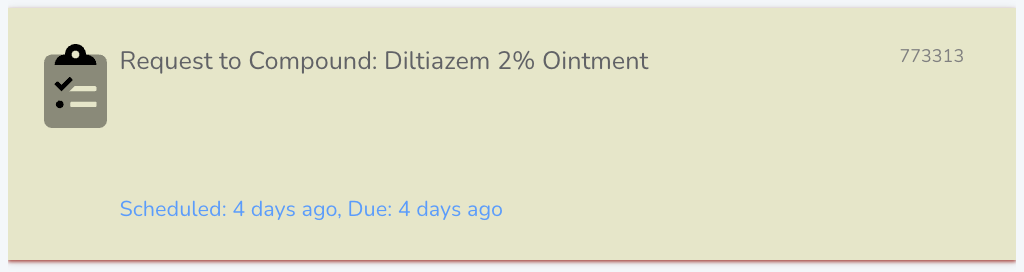 Request to Compound: Diltiazem 2% Ointment
773313
Scheduled: 4 days ago, Due: 4 days ago